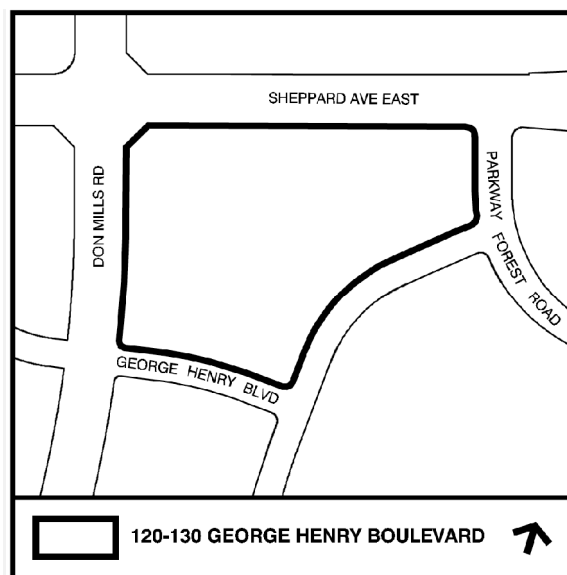 SHEPPARD AVE EAST
DON MILLS RD
PARKWAY FOREST ROAD
GEORGE HENRY BLVD
120-130 GEORGE HENRY BOULEVARD